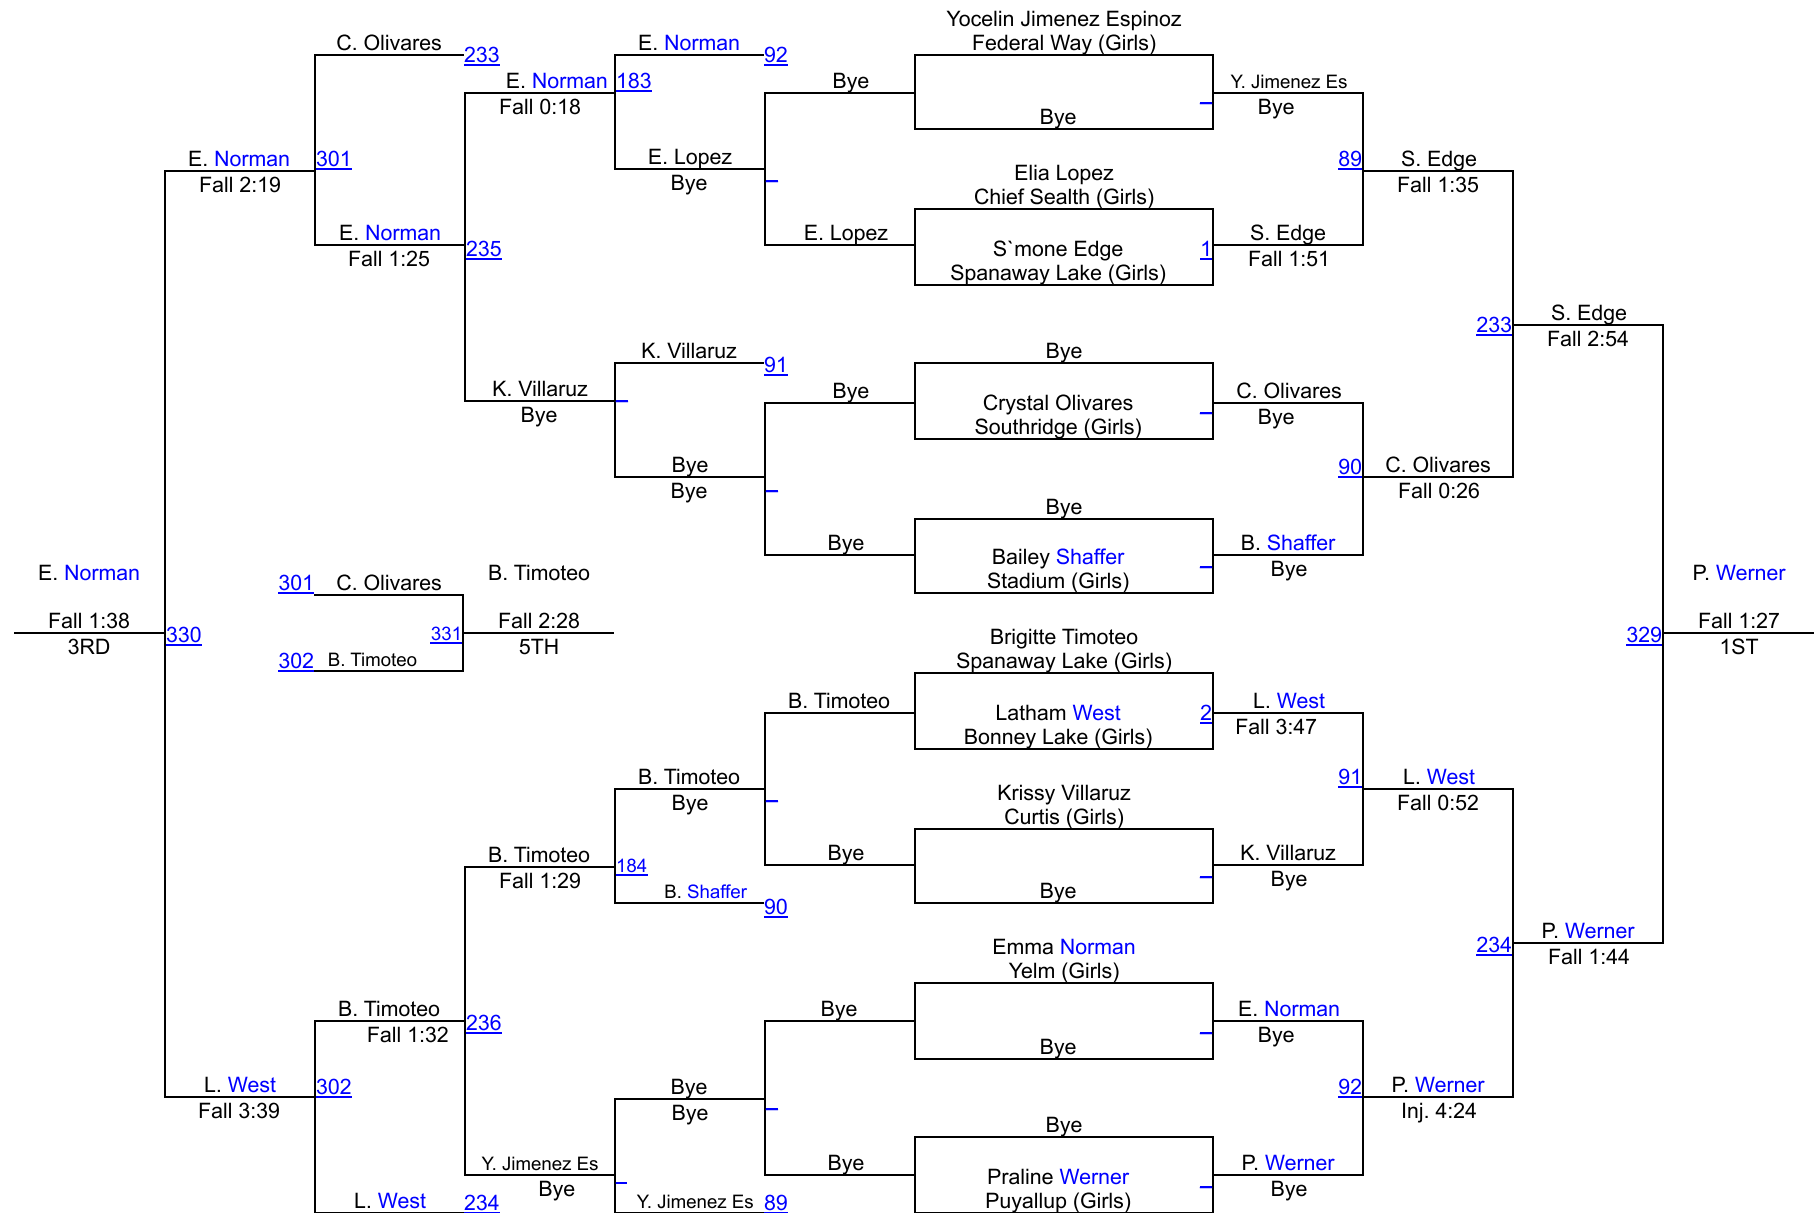 Yocelin Jimenez Espinoz
C. Olivares
E. Norman
Federal Way (Girls)
233
92
E. Norman
183
Bye
Y. Jimenez Es
Fall 0:18
Bye
Bye
E. Norman
301
E. Lopez
89
S. Edge
Fall 2:19
Bye
Elia Lopez
Fall 1:35
Chief Sealth (Girls)
E. Norman
235
E. Lopez
S`mone Edge
1
S. Edge
Fall 1:25
Spanaway Lake (Girls)
Fall 1:51
233
S. Edge
Fall 2:54
K. Villaruz
91
Bye
K. Villaruz
Bye
Crystal Olivares
C. Olivares
Bye
Southridge (Girls)
Bye
Bye
90
C. Olivares
Bye
Fall 0:26
Bye
Bye
Bailey Shaffer
B. Shaffer
Stadium (Girls)
Bye
E. Norman
301
C. Olivares
B. Timoteo
P. Werner
Fall 1:38
330
331
Fall 2:28
329
Fall 1:27
3RD
302
B. Timoteo
5TH
1ST
Brigitte Timoteo
Spanaway Lake (Girls)
B. Timoteo
Latham West
2
L. West
Bonney Lake (Girls)
Fall 3:47
B. Timoteo
91
L. West
Bye
Krissy Villaruz
Fall 0:52
Curtis (Girls)
B. Timoteo
184
Bye
K. Villaruz
Fall 1:29
Bye
Bye
B. Shaffer
90
Emma Norman
234
P. Werner
Yelm (Girls)
Fall 1:44
B. Timoteo
236
Bye
E. Norman
Fall 1:32
Bye
Bye
L. West
302
Bye
92
P. Werner
Fall 3:39
Bye
Inj. 4:24
Bye
Y. Jimenez Es
Bye
Praline Werner
P. Werner
Bye
Puyallup (Girls)
Bye
L. West
234
Y. Jimenez Es
89